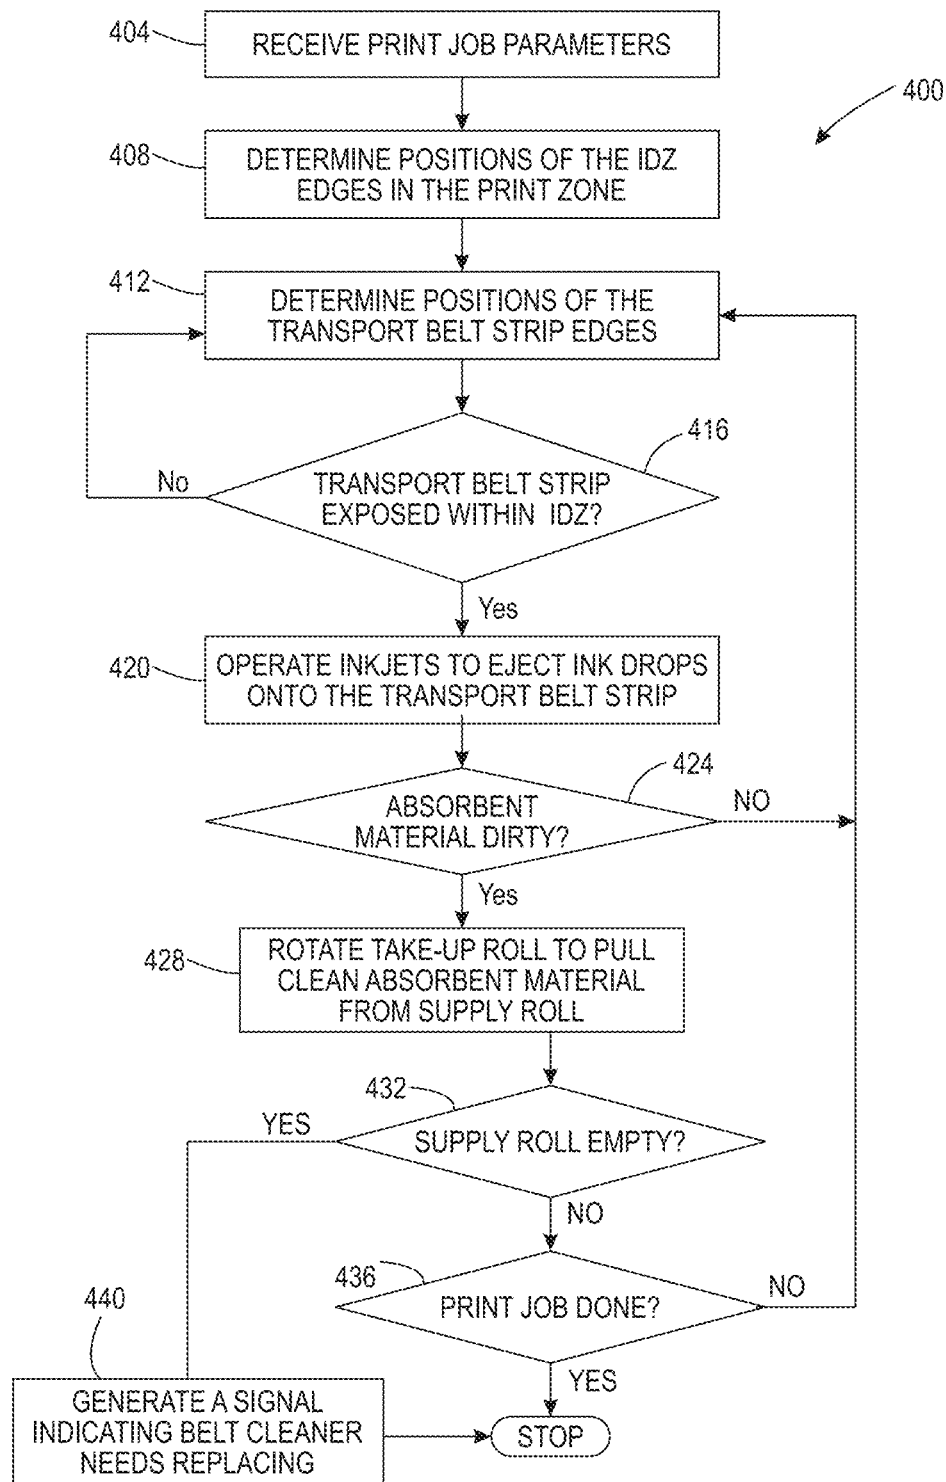 404
RECEIVE PRINT JOB PARAMETERS
400
408
DETERMINE POSITIONS OF THE IDZ
EDGES IN THE PRINT ZONE
412
DETERMINE POSITIONS OF THE
TRANSPORT BELT STRIP EDGES
416
No
TRANSPORT BELT STRIP
EXPOSED WITHIN IDZ?
Yes
420
OPERATE INKJETS TO EJECT INK DROPS
ONTO THE TRANSPORT BELT STRIP
424
NO
ABSORBENT
MATERIAL DIRTY?
Yes
428
ROTATE TAKE-UP ROLL TO PULL
CLEAN ABSORBENT MATERIAL
FROM SUPPLY ROLL
432
YES
SUPPLY ROLL EMPTY?
NO
436
NO
PRINT JOB DONE?
440
YES
GENERATE A SIGNAL
INDICATING BELT CLEANER
NEEDS REPLACING
STOP